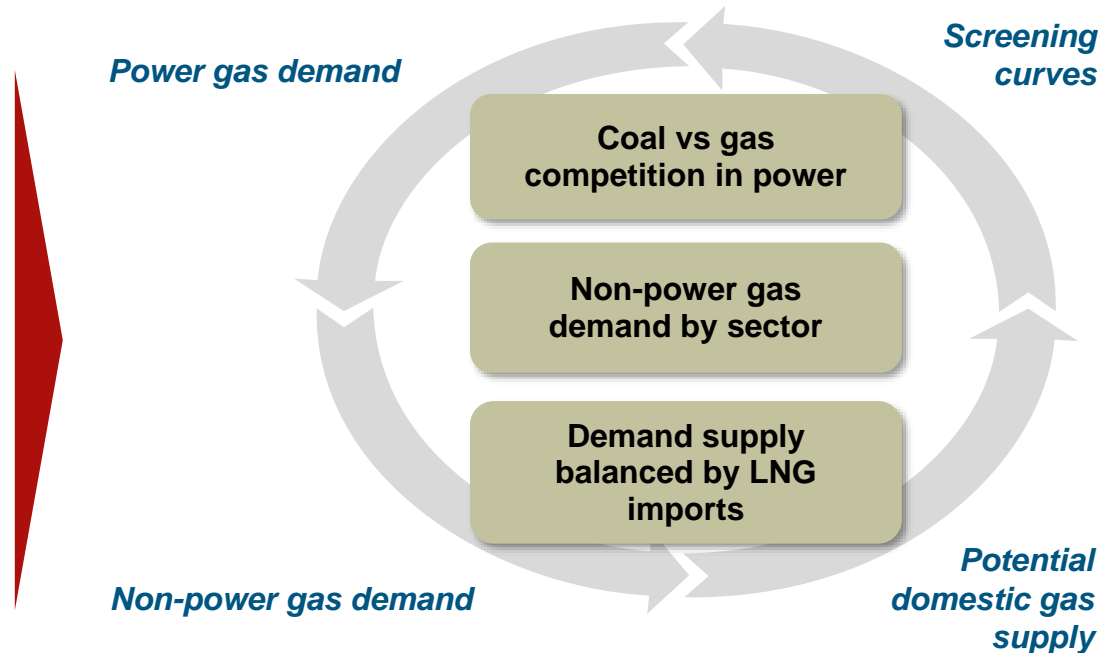 Power gas demand
Screening
curves
Coal vs gas
competition in power
Non-power gas
demand by sector
Demand supply
balanced by LNG
imports
Non-power gas demand
Potential
domestic gas
supply